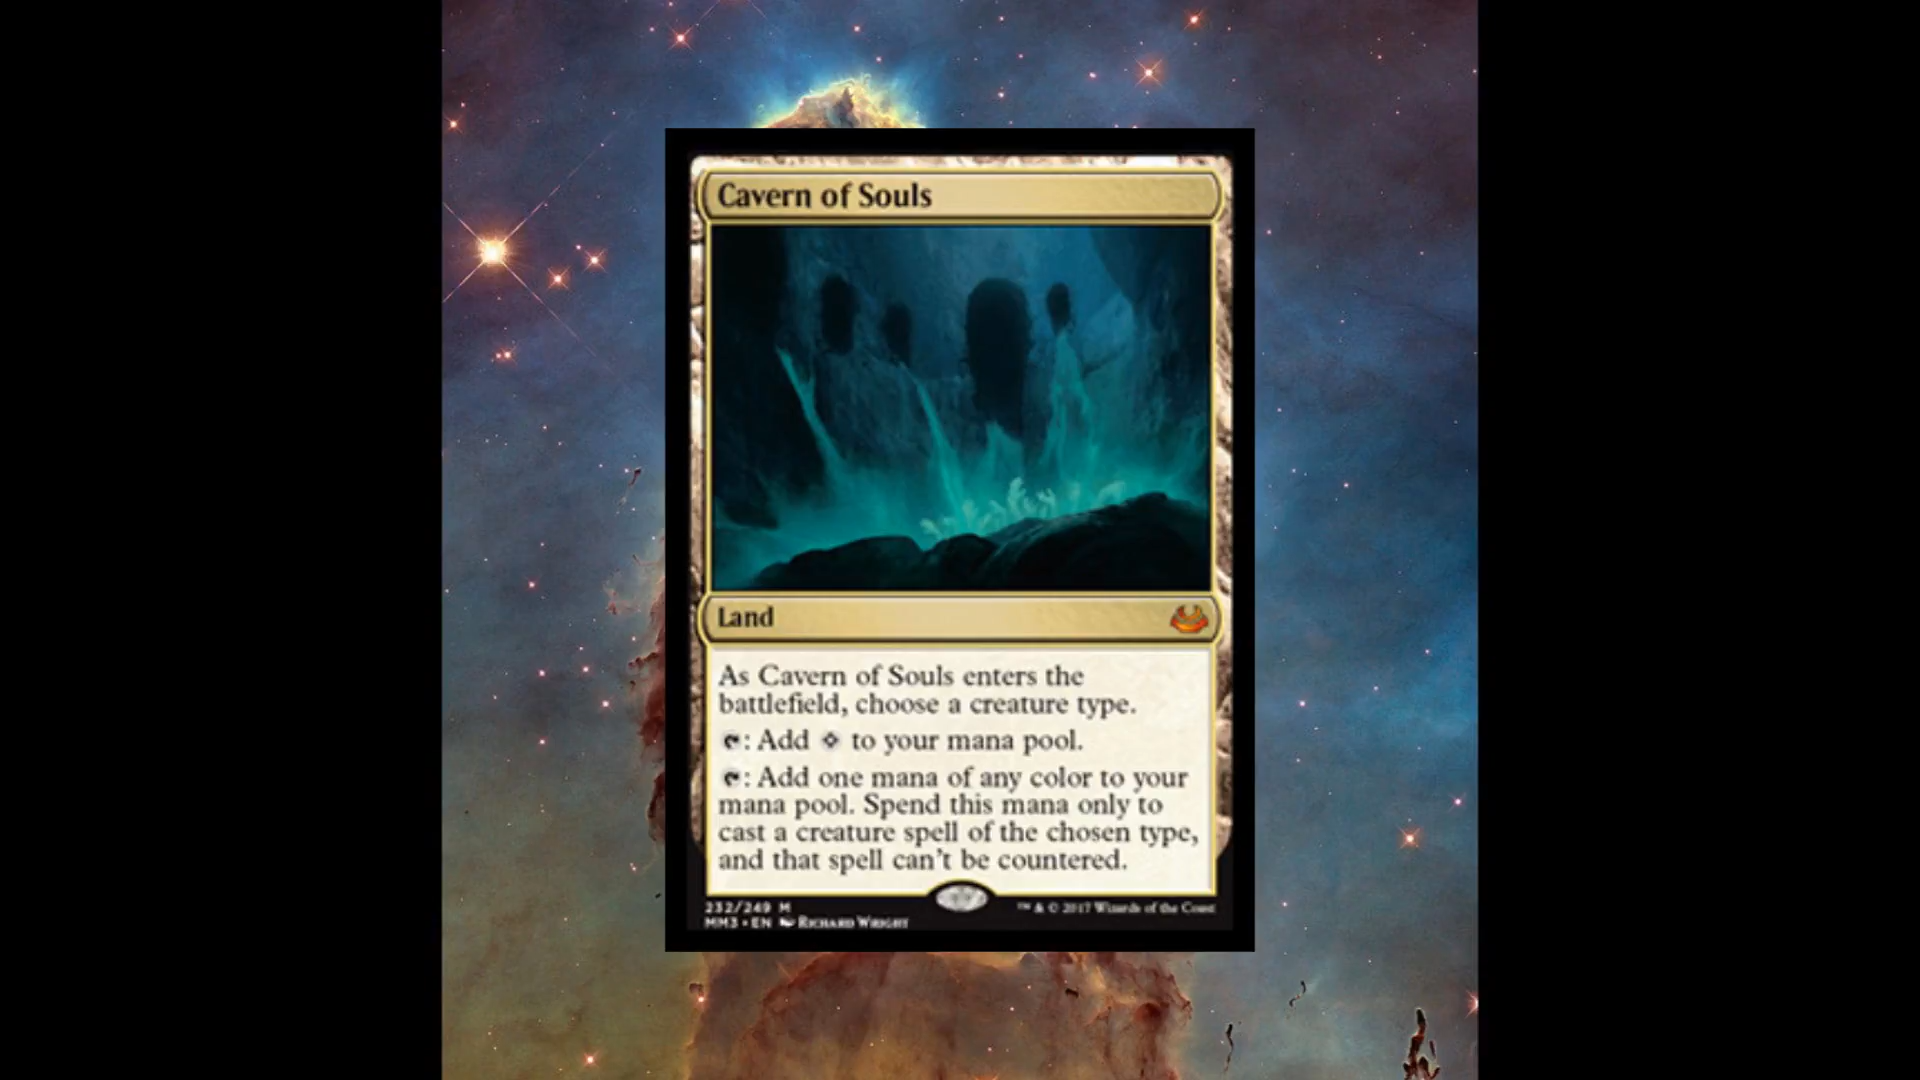 Cavern of Souls
Land
As Cavern of Souls enters the
battlefield, choose a creature type.
: Add to your mana pool.
: Add one mana of any color to your
mana pool. Spend this mana only to
cast a creature spell of the chosen type,
and that spell can't be countered.
232/249 M
MM3 • EN Richard Wright
™ & © 2017 Wizards of the Coast